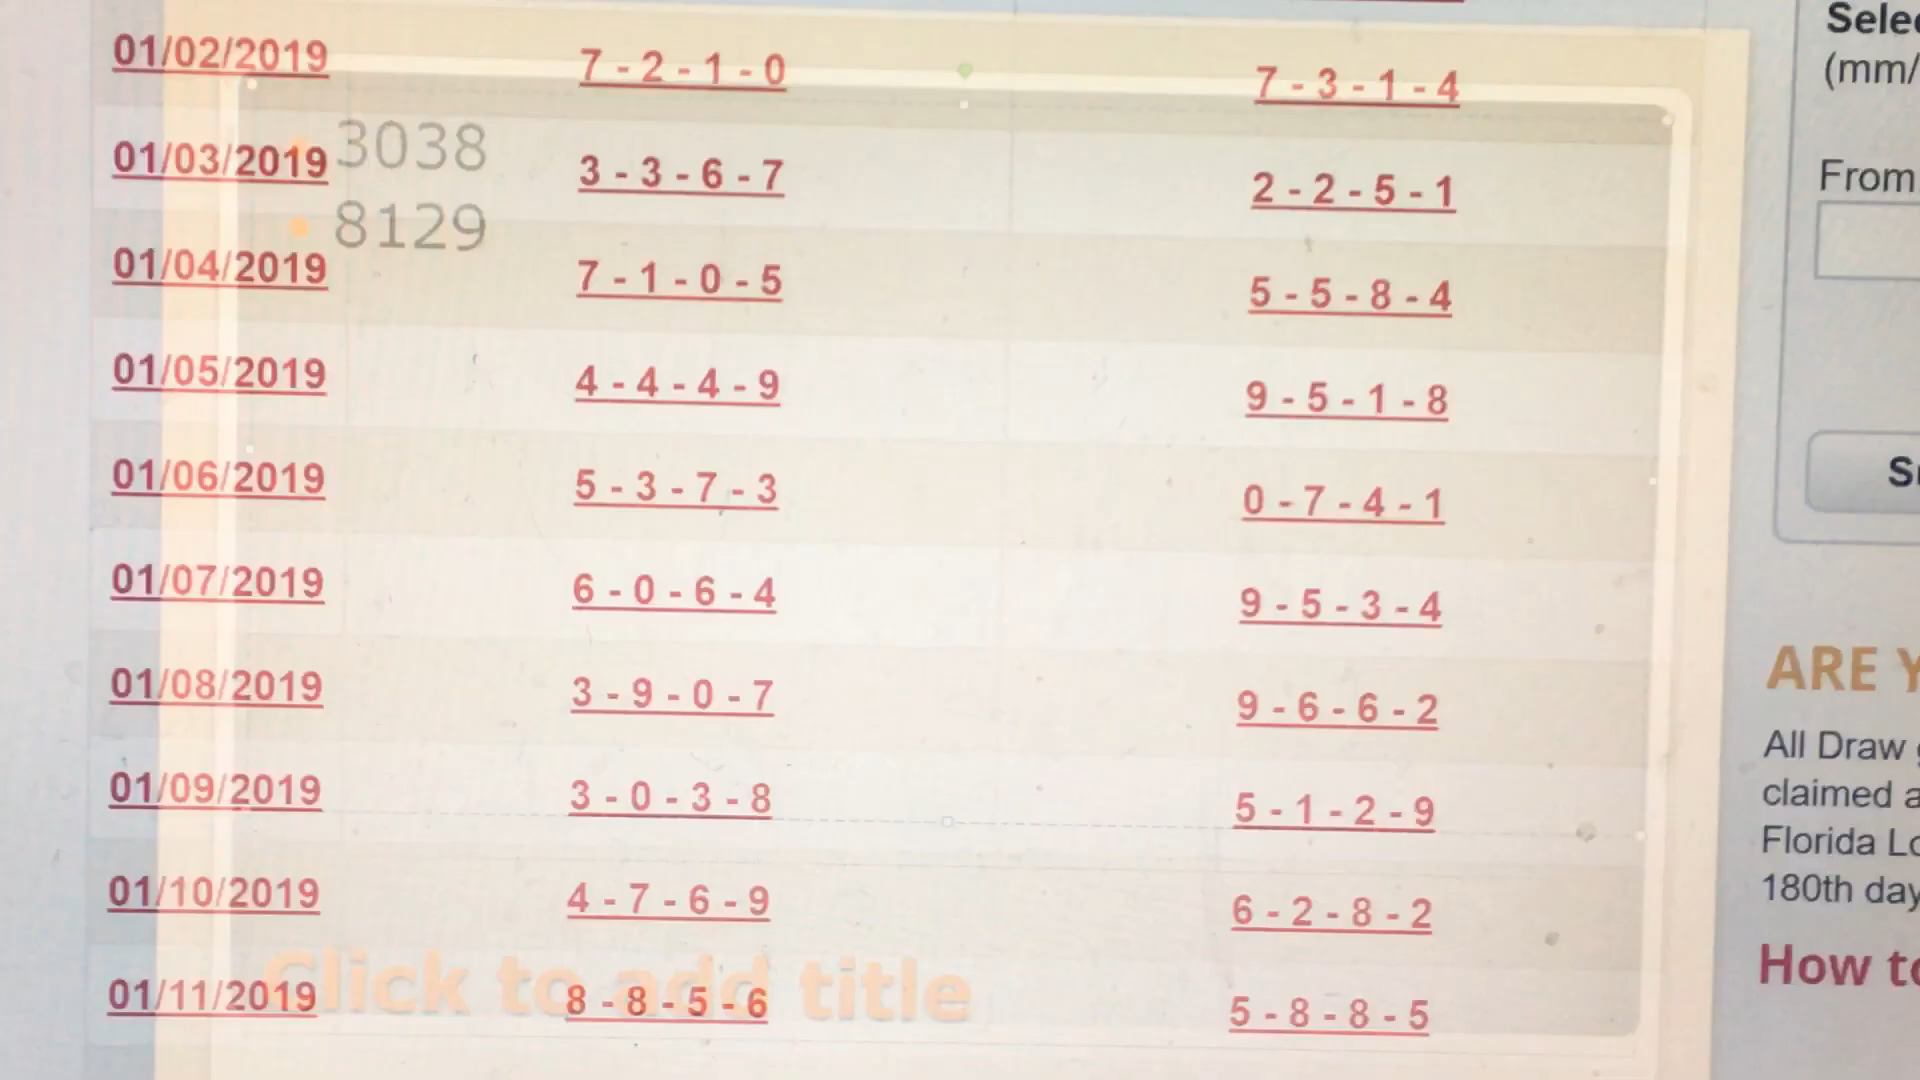 01/02/2019 7 - 2 - 1 - 0 7 - 3 - 1 - 4
01/03/2019 3 - 3 - 6 - 7 2 - 2 - 5 - 1
01/04/2019 7 - 1 - 0 - 5 5 - 5 - 8 - 4
01/05/2019 4 - 4 - 4 - 9 9 - 5 - 1 - 8
01/06/2019 5 - 3 - 7 - 3 0 - 7 - 4 - 1
01/07/2019 6 - 0 - 6 - 4 9 - 5 - 3 - 4
01/08/2019 3 - 9 - 0 - 7 9 - 6 - 6 - 2
01/09/2019 3 - 0 - 3 - 8 5 - 1 - 2 - 9
01/10/2019 4 - 7 - 6 - 9 6 - 2 - 8 - 2
01/11/2019 8 - 8 - 5 - 6 5 - 8 - 8 - 5
3038
8129
Click to add title
(mm/
From
ARE
All Draw
claimed
Florida
180th day
How